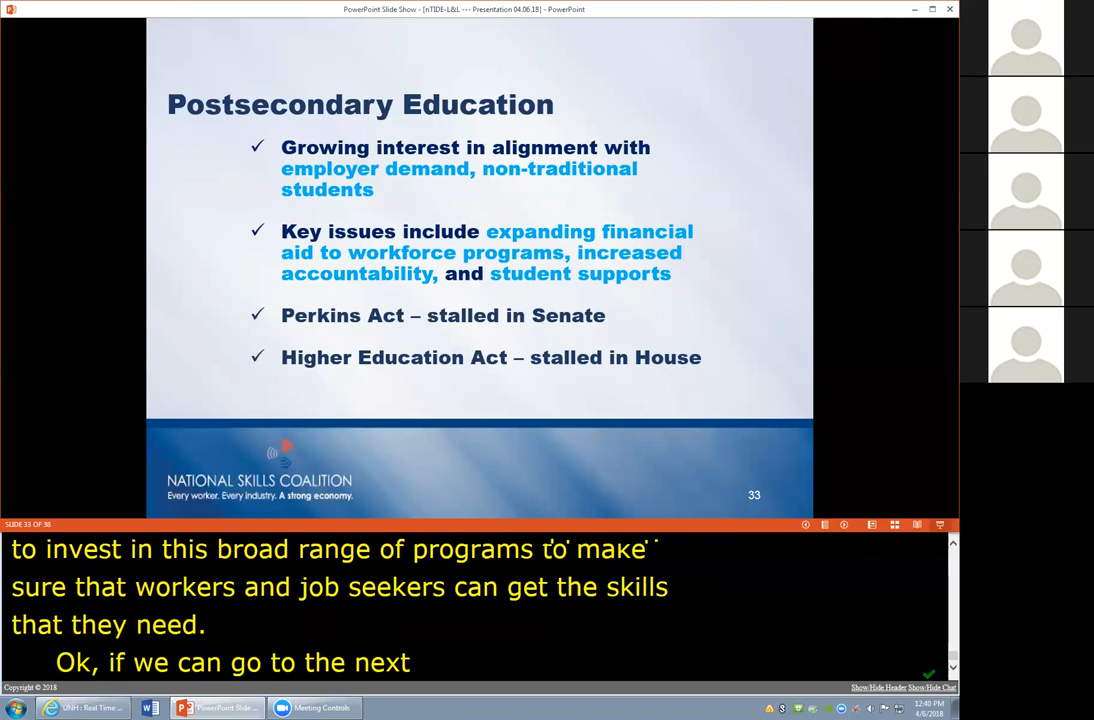 PowerPoint Slide Show - [nTIDE-L&L --- Presentation 04.06.18] - PowerPoint
Postsecondary Education
✓ Growing interest in alignment with
employer demand, non-traditional
students
✓ Key issues include expanding financial
aid to workforce programs, increased
accountability, and student supports
✓ Perkins Act – stalled in Senate
✓ Higher Education Act – stalled in House
NATIONAL SKILLS COALITION
Every worker. Every industry. A strong economy.
33
SLIDE 33 OF 38
to invest in this broad range of programs to make
sure that workers and job seekers can get the skills
that they need.
Ok, if we can go to the next
Copyright © 2018
Show/Hide Header Show/Hide Chat
UNH : Real Time ...
PowerPoint Slide ...
Meeting Controls
12:40 PM
4/6/2018